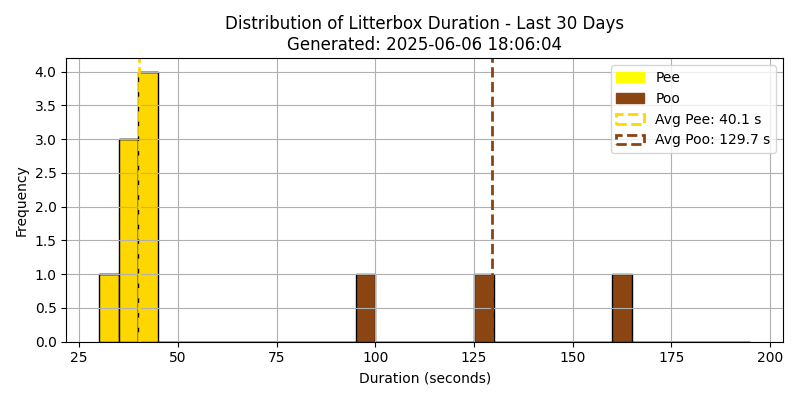 Distribution of Litterbox Duration - Last 30 Days
Generated: 2025-06-06 18:06:04
Pee
Poo
Avg Pee: 40.1 s
Avg Poo: 129.7 s
Frequency
4.0
3.5
3.0
2.5
2.0
1.5
1.0
0.5
0.0
25
50
75
100
125
150
175
200
Duration (seconds)